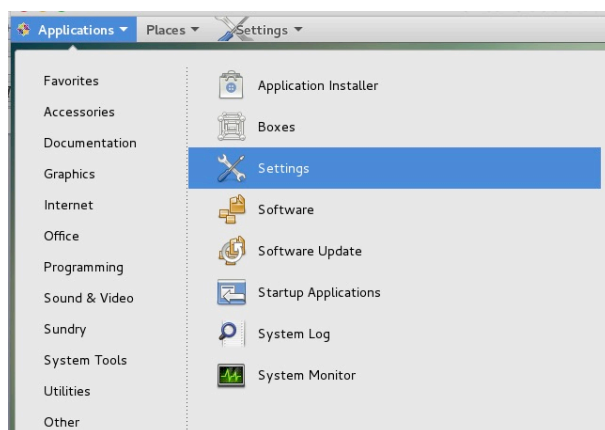 Applications Places Settings
Favorites
Accessories
Documentation
Graphics
Internet
Office
Programming
Sound & Video
Sundry
System Tools
Utilities
Other
Application Installer
Boxes
Settings
Software
Software Update
Startup Applications
System Log
System Monitor